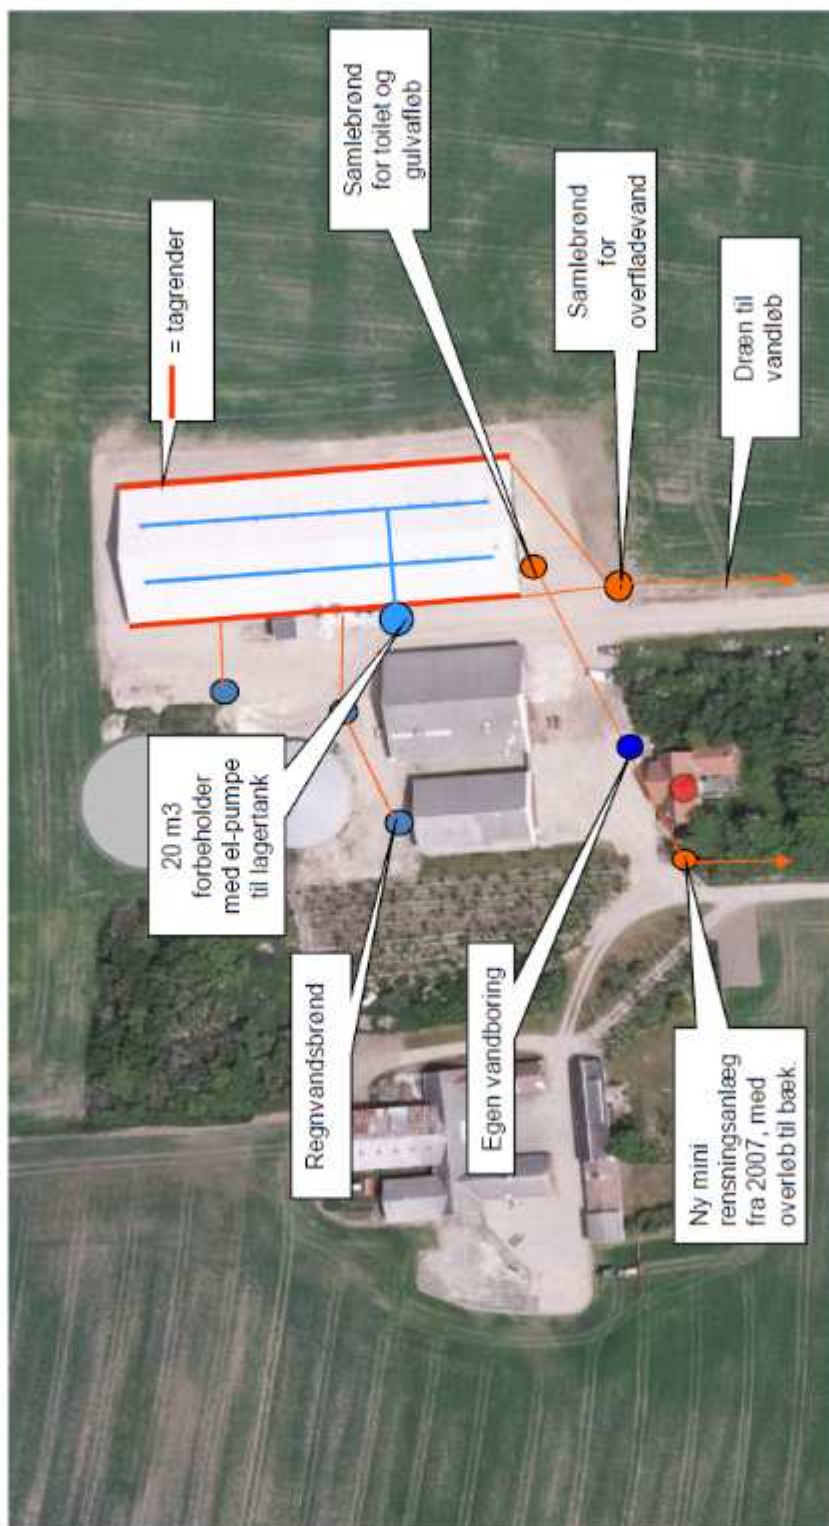 20 m3
forbeholder
med el-pumpe
til lagertank
= tagrender
Regnvandsbrønd
Samlebrønd
for toilet og
gulvafløb
Egen vandboring
Samlebrønd
for
overfladevand
Ny mini
rensningsanlæg
fra 2007, med
overløb til bæk.
Dræn til
vandløb